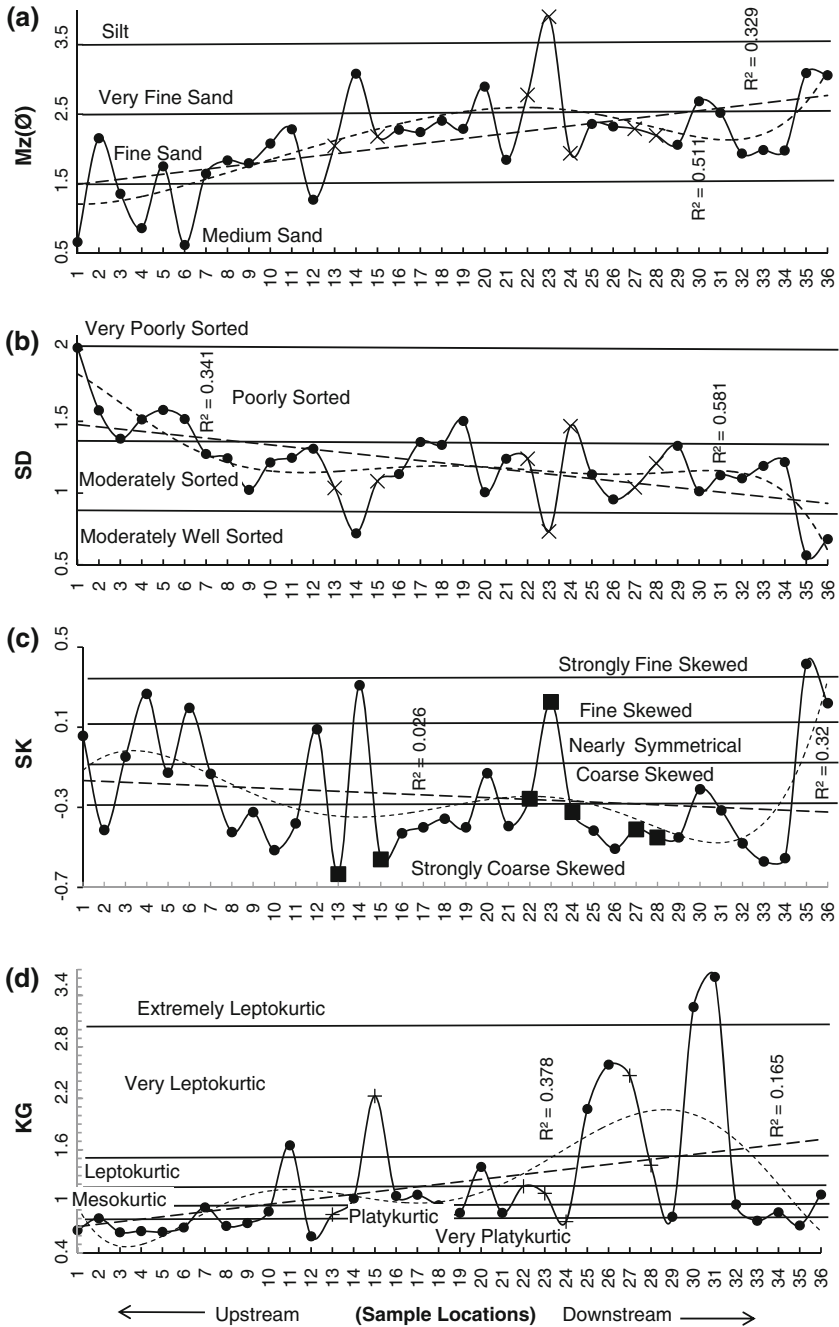 (a)
Mz(Ø)
3.5
2.5
1.5
0.5
Silt
Very Fine Sand
Fine Sand
Medium Sand
R² = 0.329
R² = 0.511
1 2 3 4 5 6 7 8 9 10 11 12 13 14 15 16 17 18 19 20 21 22 23 24 25 26 27 28 29 30 31 32 33 34 35 36
(b)
SD
2
1.5
1
0.5
Very Poorly Sorted
Poorly Sorted
Moderately Sorted
Moderately Well Sorted
R² = 0.341
R² = 0.581
1 2 3 4 5 6 7 8 9 10 11 12 13 14 15 16 17 18 19 20 21 22 23 24 25 26 27 28 29 30 31 32 33 34 35 36
(c)
SK
0.5
0.1
-0.3
-0.7
Strongly Fine Skewed
Fine Skewed
Nearly Symmetrical
Coarse Skewed
Strongly Coarse Skewed
R² = 0.026
R² = 0.32
1 2 3 4 5 6 7 8 9 10 11 12 13 14 15 16 17 18 19 20 21 22 23 24 25 26 27 28 29 30 31 32 33 34 35 36
(d)
KG
3.4
2.8
2.2
1.6
1
0.4
Extremely Leptokurtic
Very Leptokurtic
Leptokurtic
Mesokurtic
Platykurtic
Very Platykurtic
R² = 0.378
R² = 0.165
1 2 3 4 5 6 7 8 9 10 11 12 13 14 15 16 17 18 19 20 21 22 23 24 25 26 27 28 29 30 31 32 33 34 35 36
Upstream (Sample Locations) Downstream